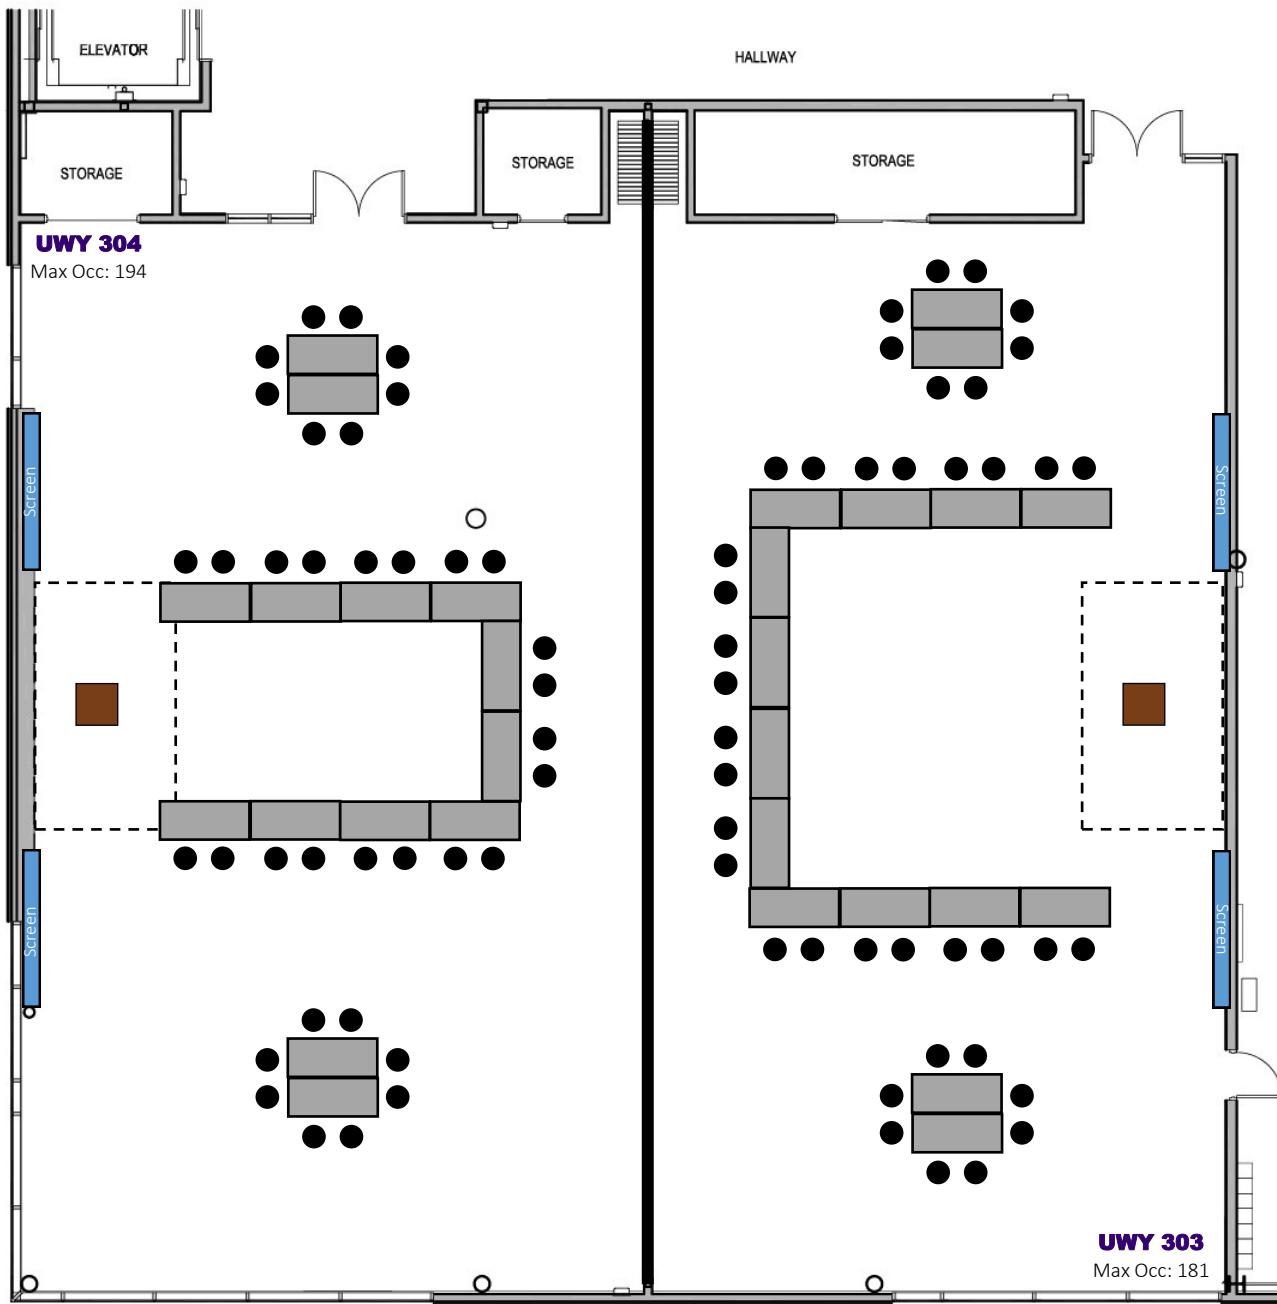 ELEVATOR
HALLWAY
STORAGE
STORAGE
STORAGE
UWY 304
Max Occ: 194
Screen
Screen
Screen
Screen
UWY 303
Max Occ: 181